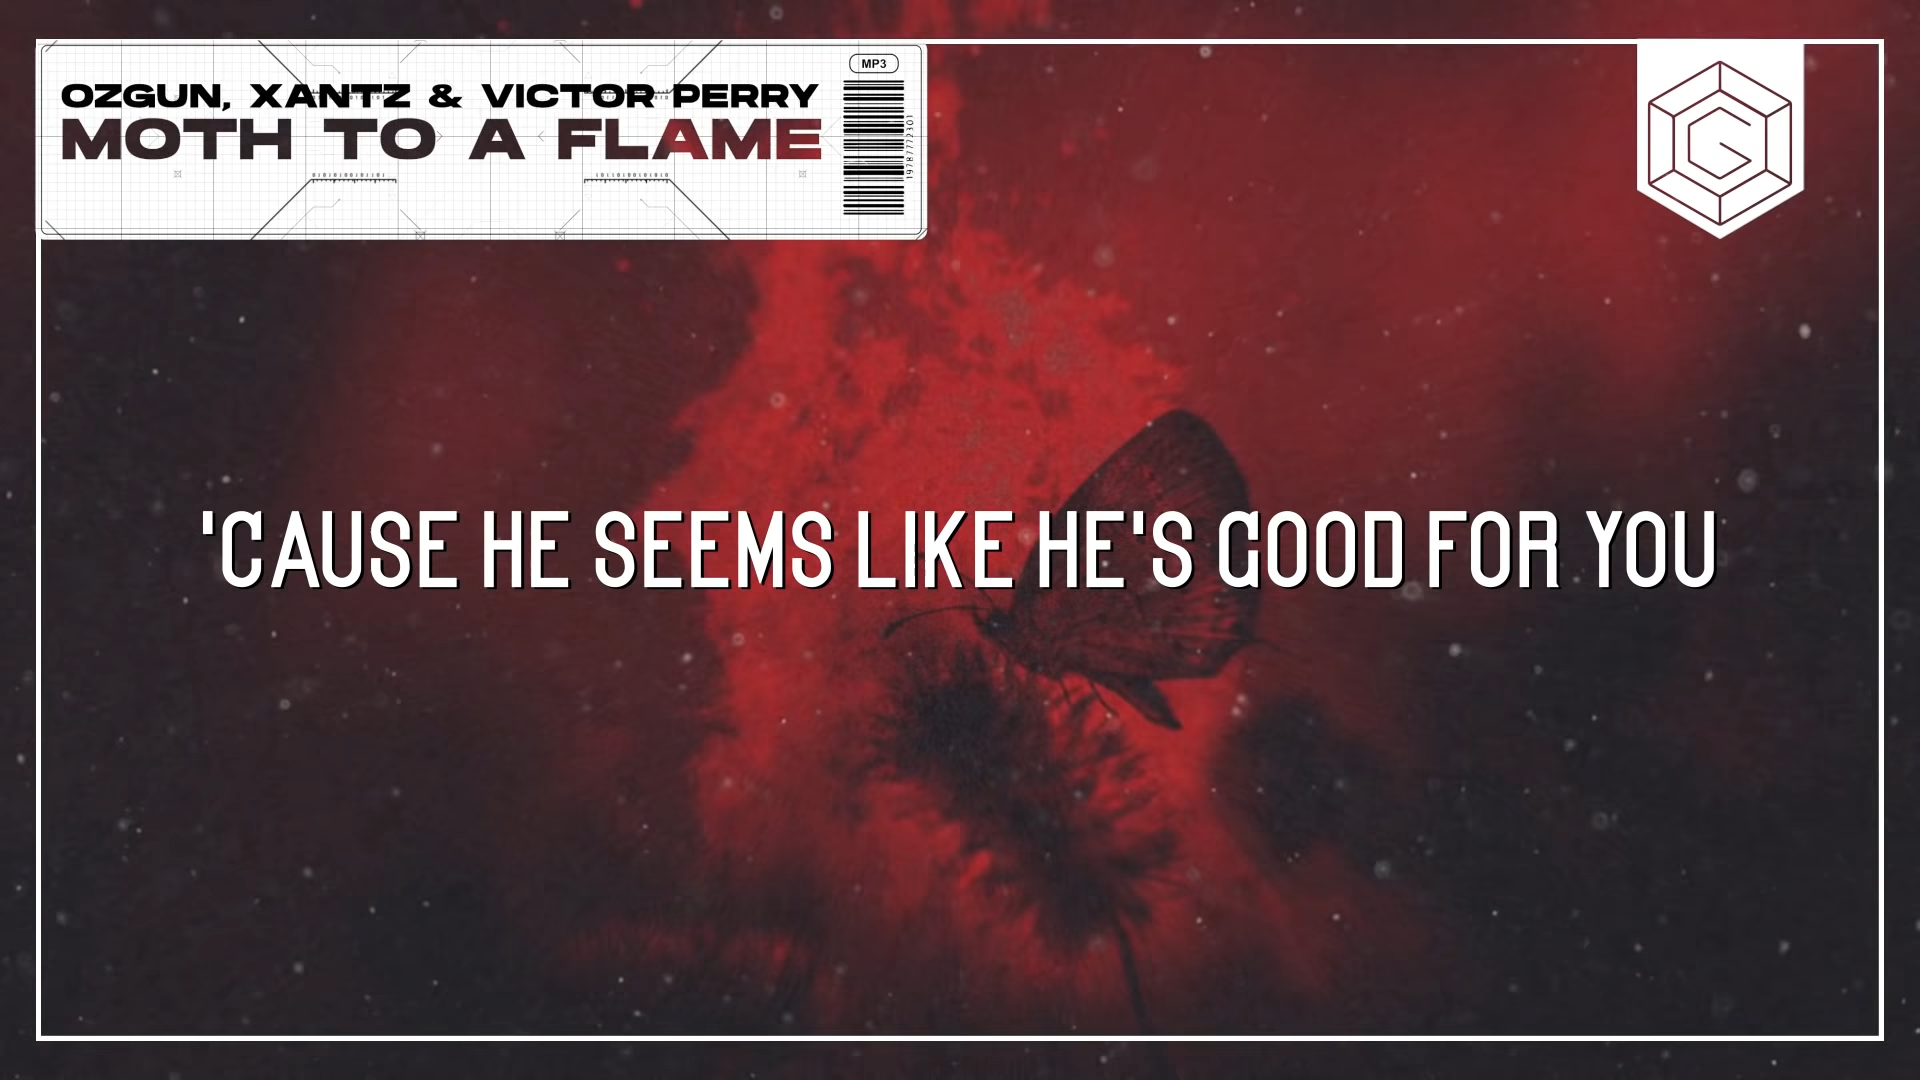 OZGUN, XANTZ & VICTOR PERRY
MOTH TO A FLAME
MP3
'CAUSE HE SEEMS LIKE HE'S GOOD FOR YOU